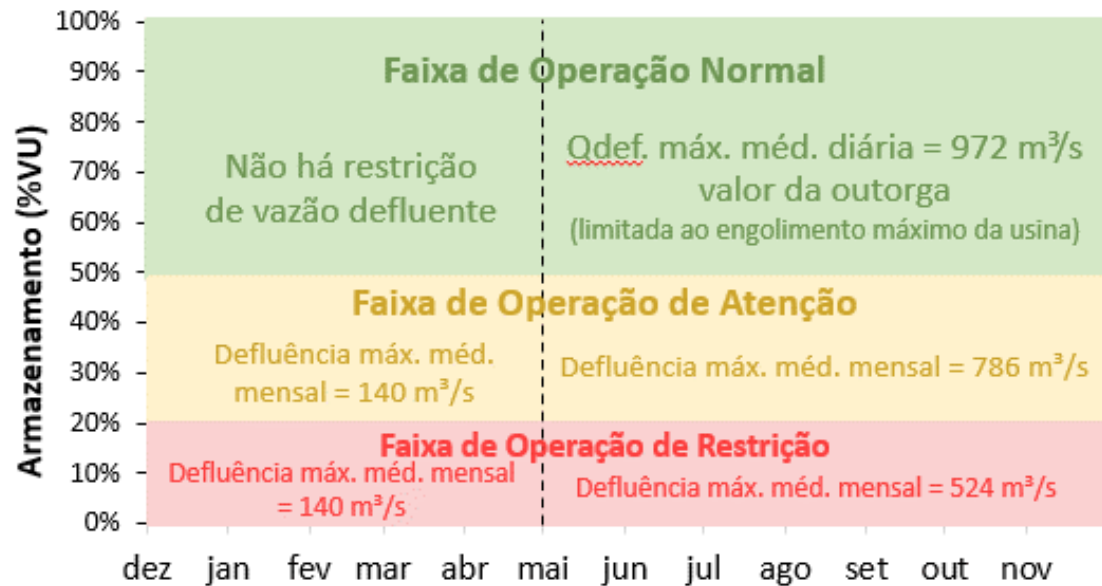 100%
90%
80%
70%
60%
50%
40%
30%
20%
10%
0%
Armazenamento (%VU)
Faixa de Operação Normal
Não há restrição
de vazão defluente
Qdef. máx. méd. diária = 972 m³/s
valor da outorga
(limitada ao engolimento máximo da usina)
Faixa de Operação de Atenção
Defluência máx. méd.
mensal = 140 m³/s
Defluência máx. méd. mensal = 786 m³/s
Faixa de Operação de Restrição
Defluência máx. méd. mensal
= 140 m³/s
Defluência máx. méd. mensal = 524 m³/s
dez jan fev mar abr mai jun jul ago set out nov